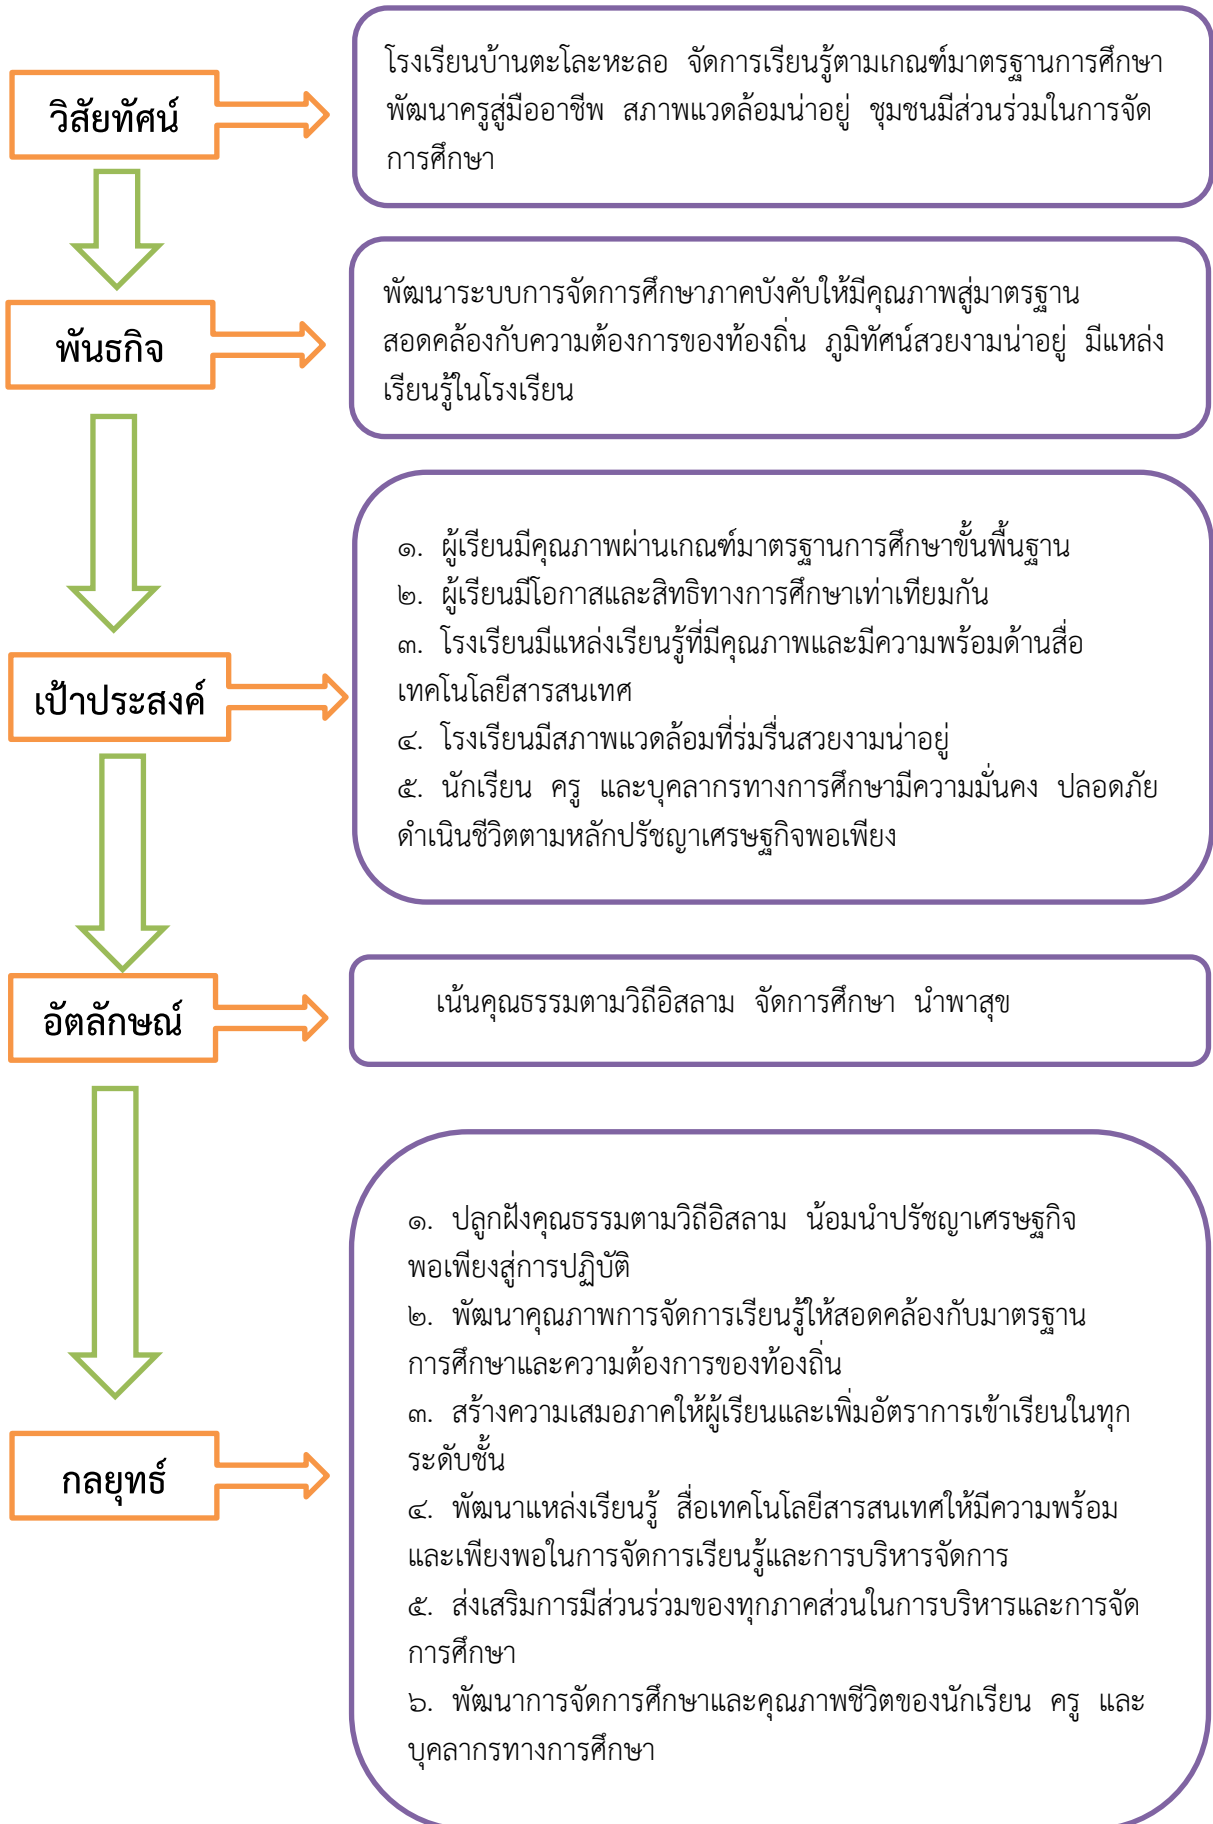 วิสัยทัศน์
โรงเรียนบ้านตะโละหะลอ จัดการเรียนรู้ตามเกณฑ์มาตรฐานการศึกษา
พัฒนาครูสู่มืออาชีพ สภาพแวดล้อมน่าอยู่ ชุมชนมีส่วนร่วมในการจัด
การศึกษา
พันธกิจ
พัฒนาระบบการจัดการศึกษาภาคบังคับให้มีคุณภาพสู่มาตรฐาน
สอดคล้องกับความต้องการของท้องถิ่น ภูมิทัศน์สวยงามน่าอยู่ มีแหล่ง
เรียนรู้ในโรงเรียน
เป้าประสงค์
๑. ผู้เรียนมีคุณภาพผ่านเกณฑ์มาตรฐานการศึกษาขั้นพื้นฐาน
๒. ผู้เรียนมีโอกาสและสิทธิทางการศึกษาเท่าเทียมกัน
๓. โรงเรียนมีแหล่งเรียนรู้ที่มีคุณภาพและมีความพร้อมด้านสื่อ
เทคโนโลยีสารสนเทศ
๔. โรงเรียนมีสภาพแวดล้อมที่ร่มรื่นสวยงามน่าอยู่
๕. นักเรียน ครู และบุคลากรทางการศึกษามีความมั่นคง ปลอดภัย
ดำเนินชีวิตตามหลักปรัชญาเศรษฐกิจพอเพียง
อัตลักษณ์
เน้นคุณธรรมตามวิถีอิสลาม จัดการศึกษา นำพาสุข
กลยุทธ์
๑. ปลูกฝังคุณธรรมตามวิถีอิสลาม น้อมนำปรัชญาเศรษฐกิจ
พอเพียงสู่การปฏิบัติ
๒. พัฒนาคุณภาพการจัดการเรียนรู้ให้สอดคล้องกับมาตรฐาน
การศึกษาและความต้องการของท้องถิ่น
๓. สร้างความเสมอภาคให้ผู้เรียนและเพิ่มอัตราการเข้าเรียนในทุก
ระดับชั้น
๔. พัฒนาแหล่งเรียนรู้ สื่อเทคโนโลยีสารสนเทศให้มีความพร้อม
และเพียงพอในการจัดการเรียนรู้และการบริหารจัดการ
๕. ส่งเสริมการมีส่วนร่วมของทุกภาคส่วนในการบริหารและการจัด
การศึกษา
๖. พัฒนาการจัดการศึกษาและคุณภาพชีวิตของนักเรียน ครู และ
บุคลากรทางการศึกษา